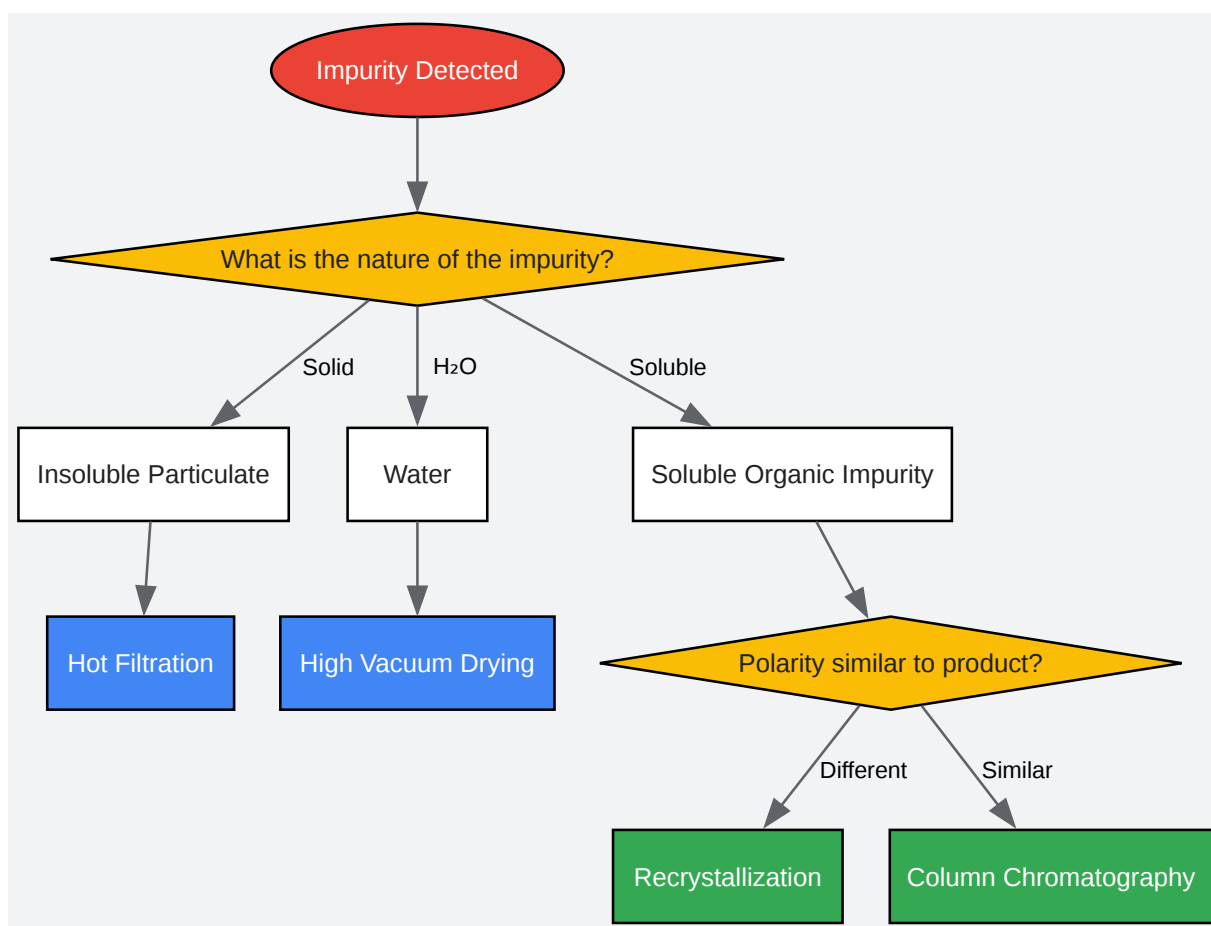 Impurity Detected
What is the nature of the impurity?
Solid
H₂O
Soluble
Insoluble Particulate
Water
Soluble Organic Impurity
Hot Filtration
High Vacuum Drying
Polarity similar to product?
Different
Similar
Recrystallization
Column Chromatography